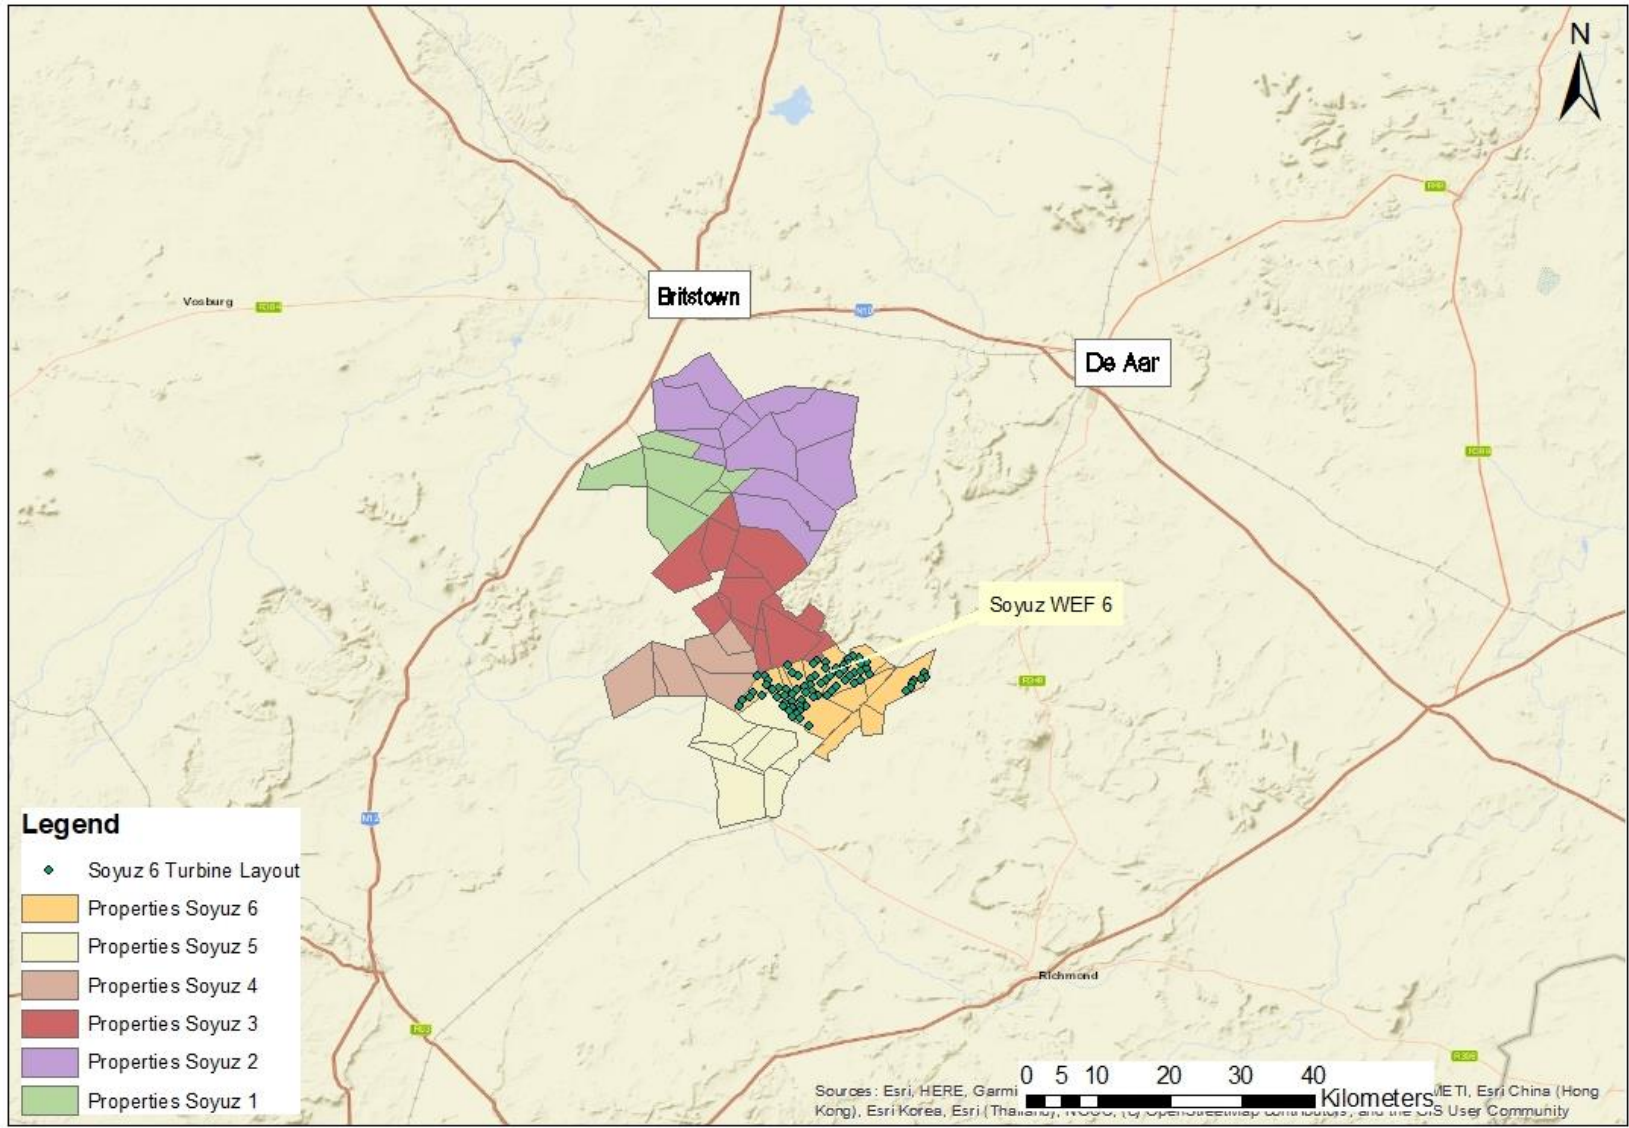 N
Britstown
Vosburg
N10
De Aar
Soyuz WEF 6
Legend
Soyuz 6 Turbine Layout
Properties Soyuz 6
Properties Soyuz 5
Properties Soyuz 4
Properties Soyuz 3
Properties Soyuz 2
Properties Soyuz 1
N12
Richmond
0 5 10 20 30 40
Kilometers
Sources: Esri, HERE, Garmi METI, Esri China (Hong
Kong), Esri Korea, Esri (Thailand), contributors, and the GIS User Community